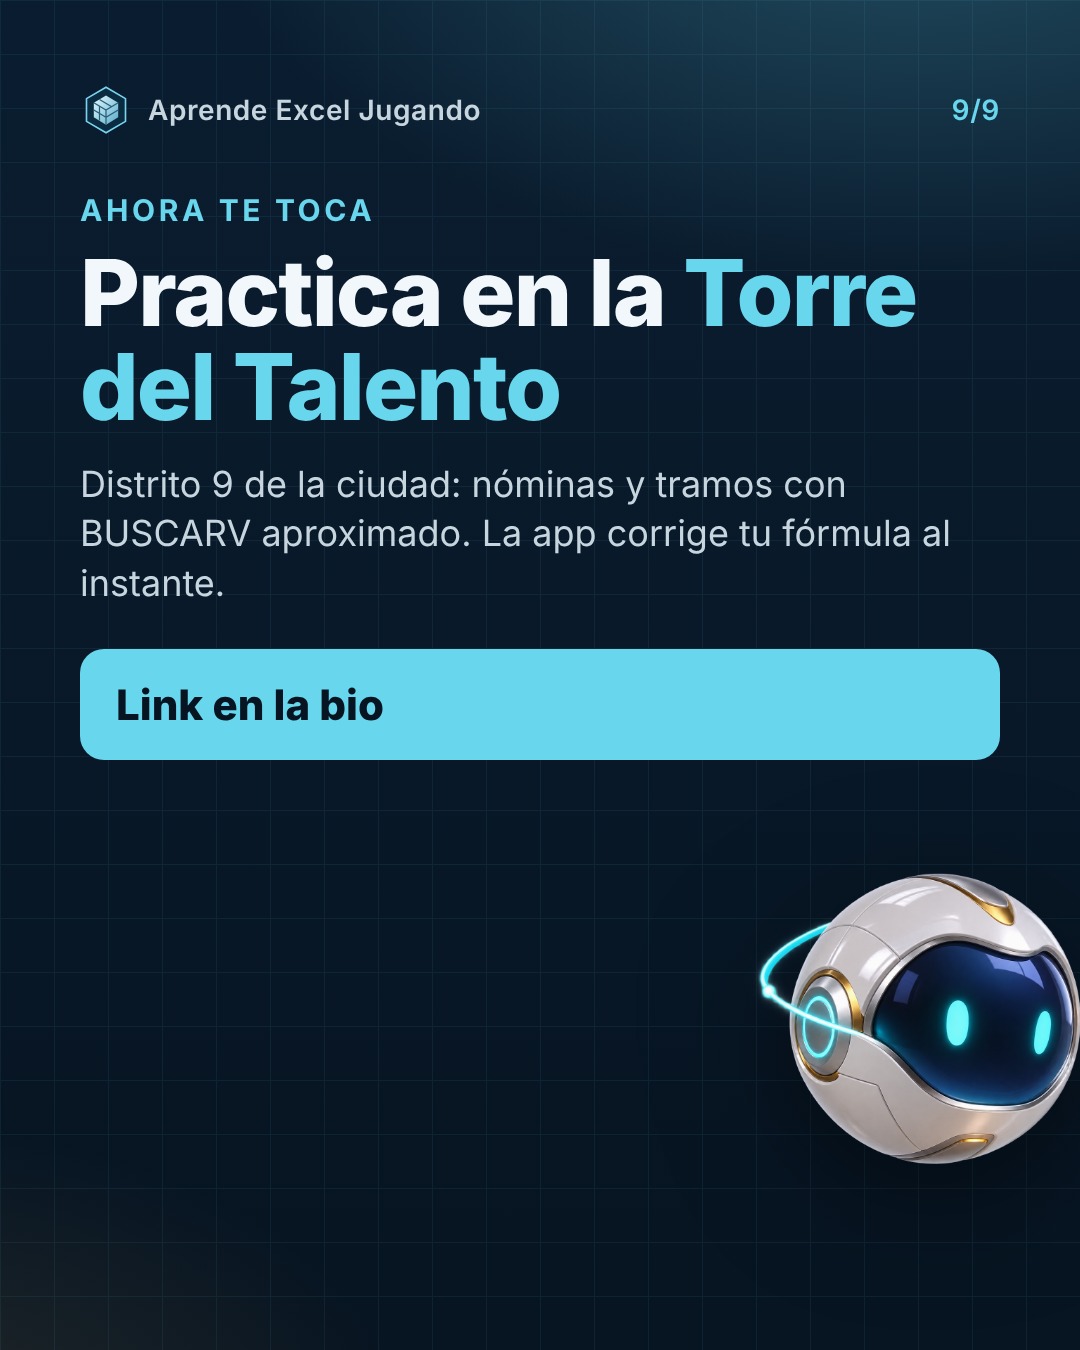 Aprende Excel Jugando
9/9
AHORA TE TOCA
Practica en la Torre
del Talento
Distrito 9 de la ciudad: nóminas y tramos con
BUSCARV aproximado. La app corrige tu fórmula al
instante.
Link en la bio